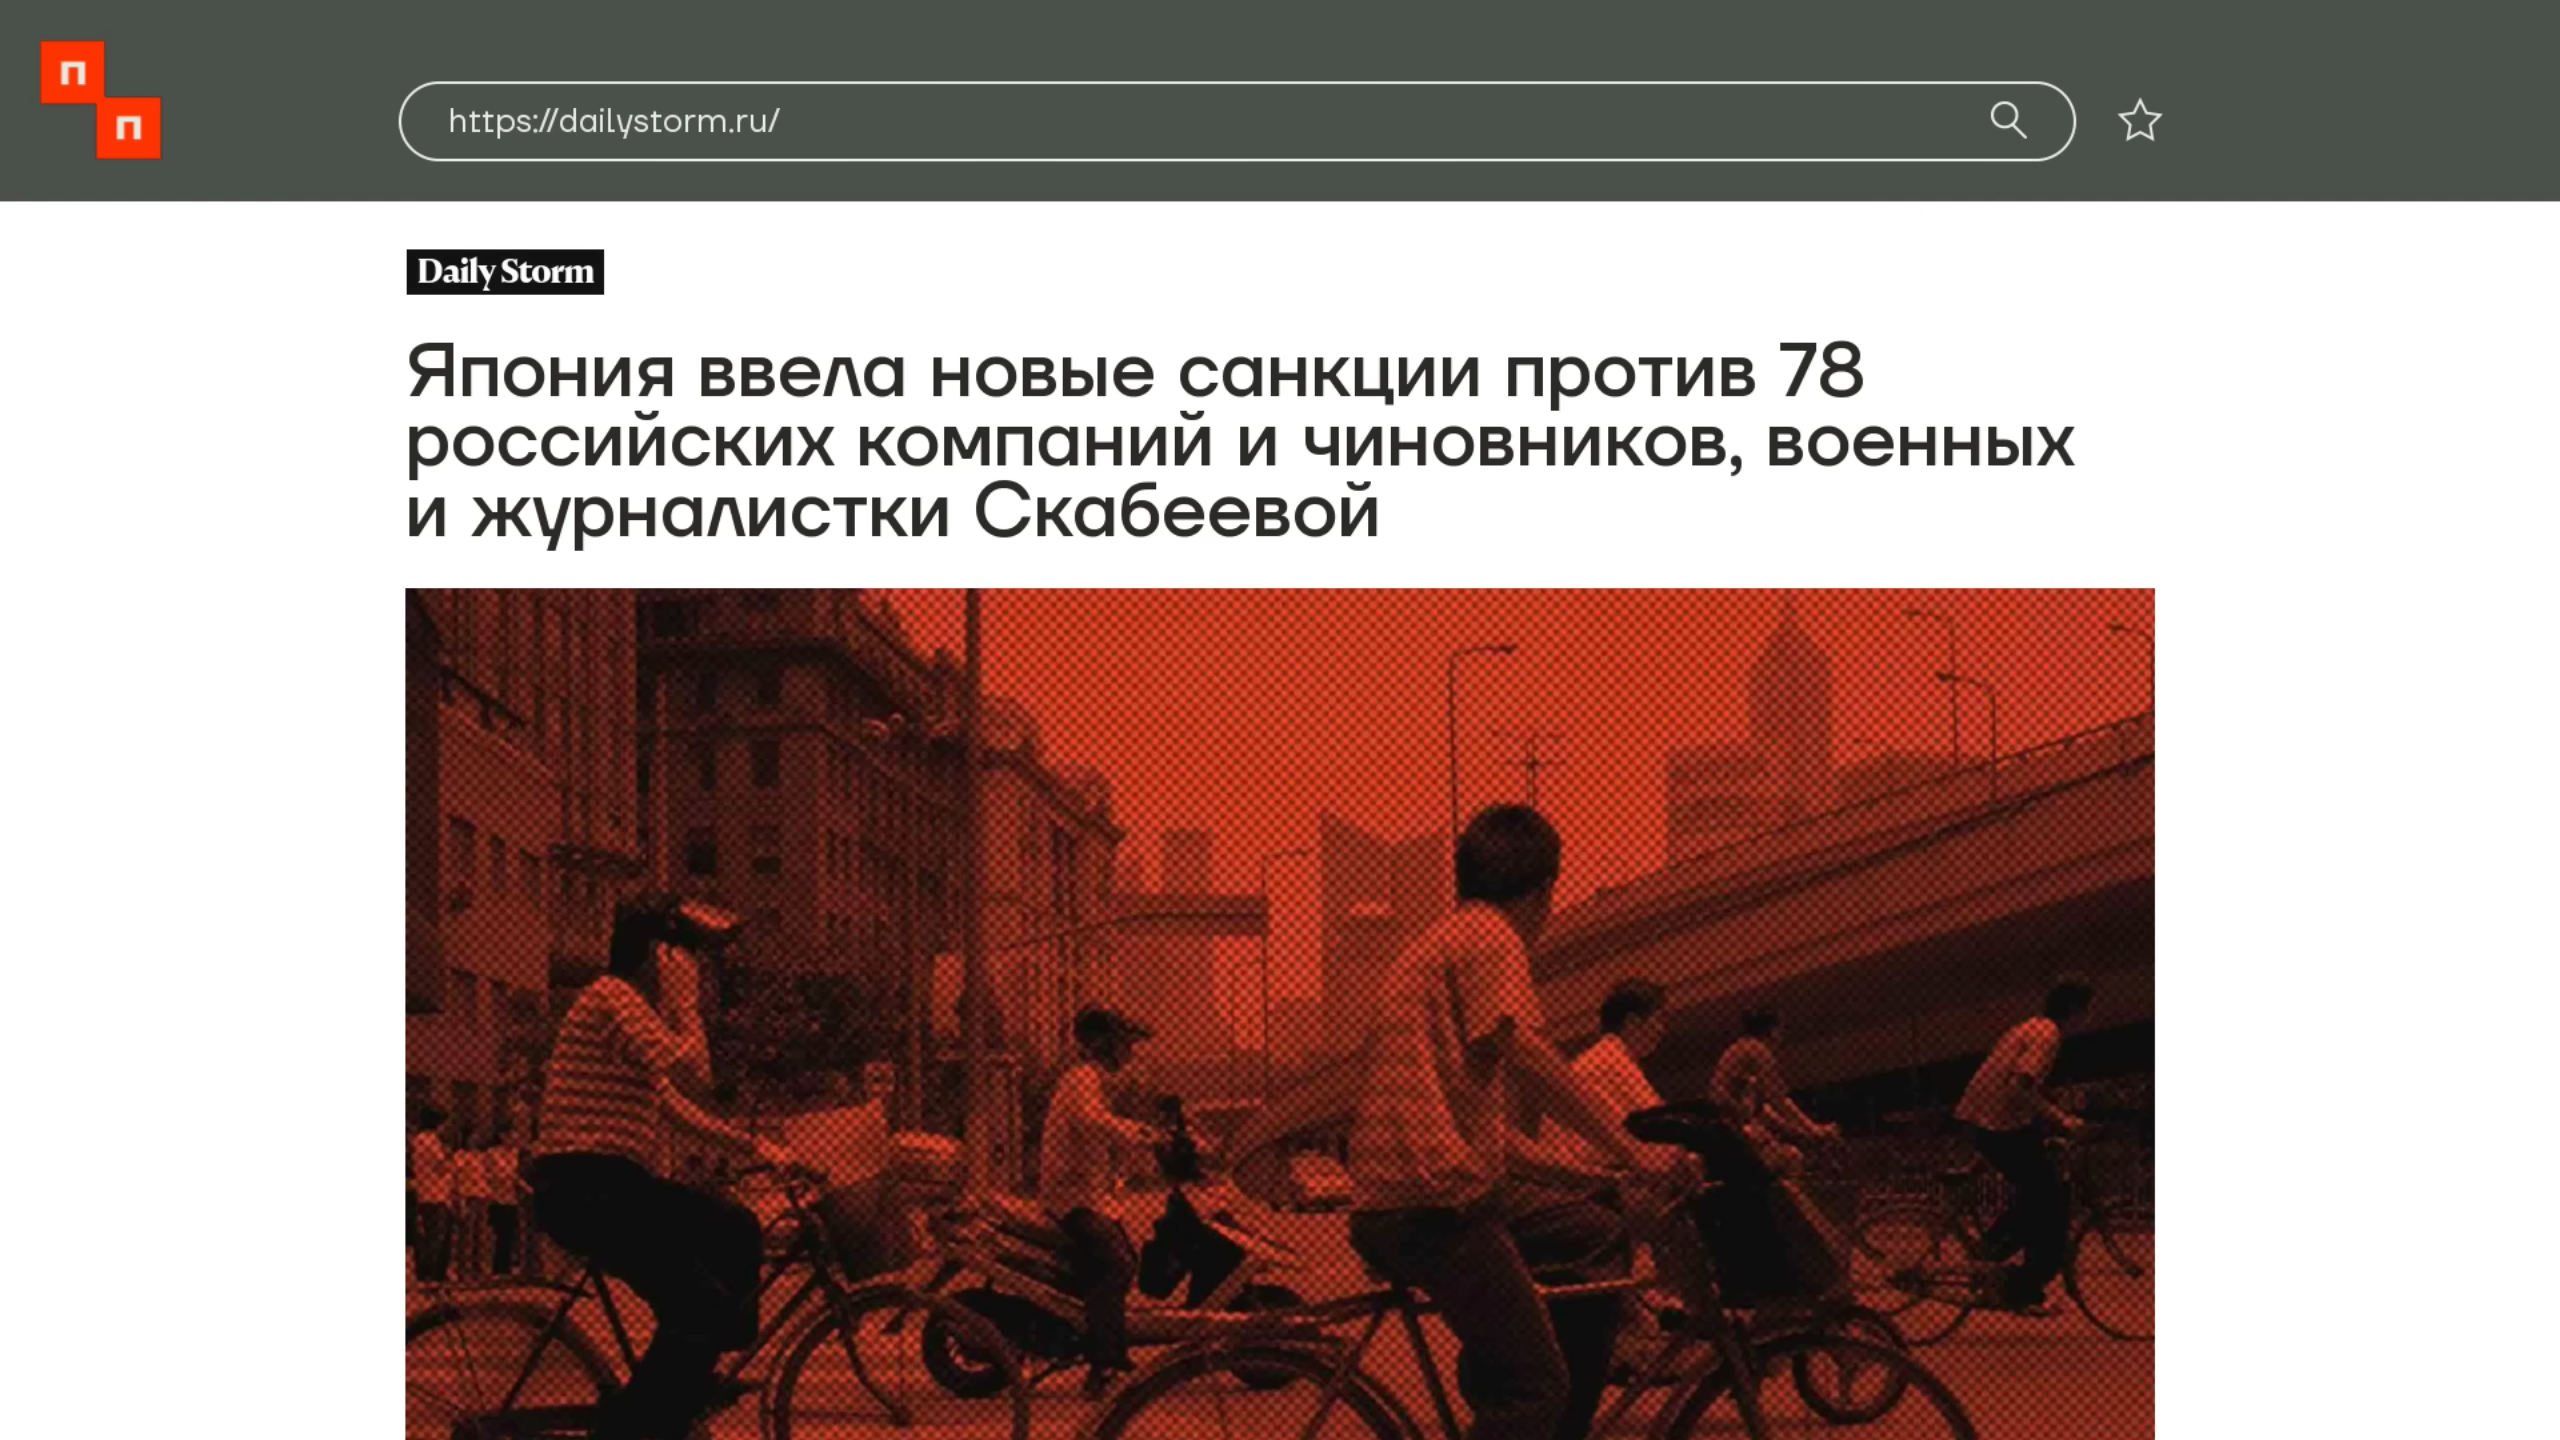 П
П
https://dailystorm.ru/
Daily Storm
Япония ввела новые санкции против 78
российских компаний и чиновников, военных
и журналистки Скабеевой